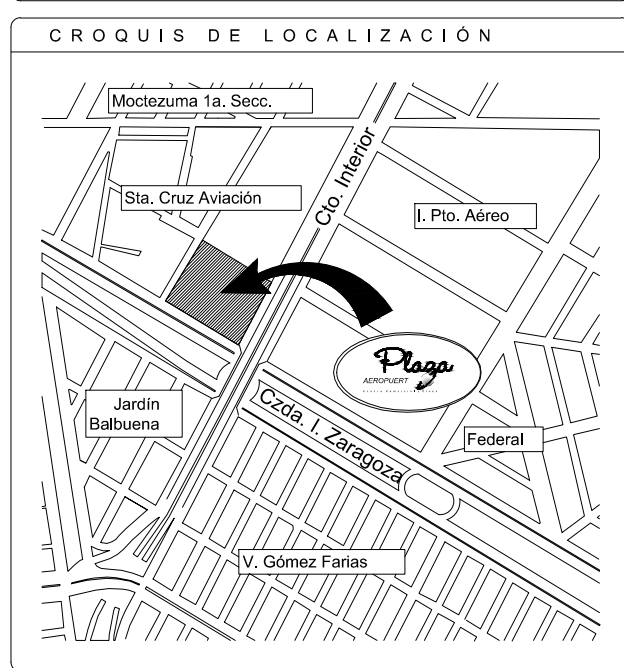 CROQUIS DE LOCALIZACIÓN
Moctezuma 1a. Secc.
Cto. Interior
Sta. Cruz Aviación
I. Pto. Aéreo
Plaza
AEROPUERT
Jardín
Balbuena
Czda. I. Zaragoza
Federal
V. Gómez Farias